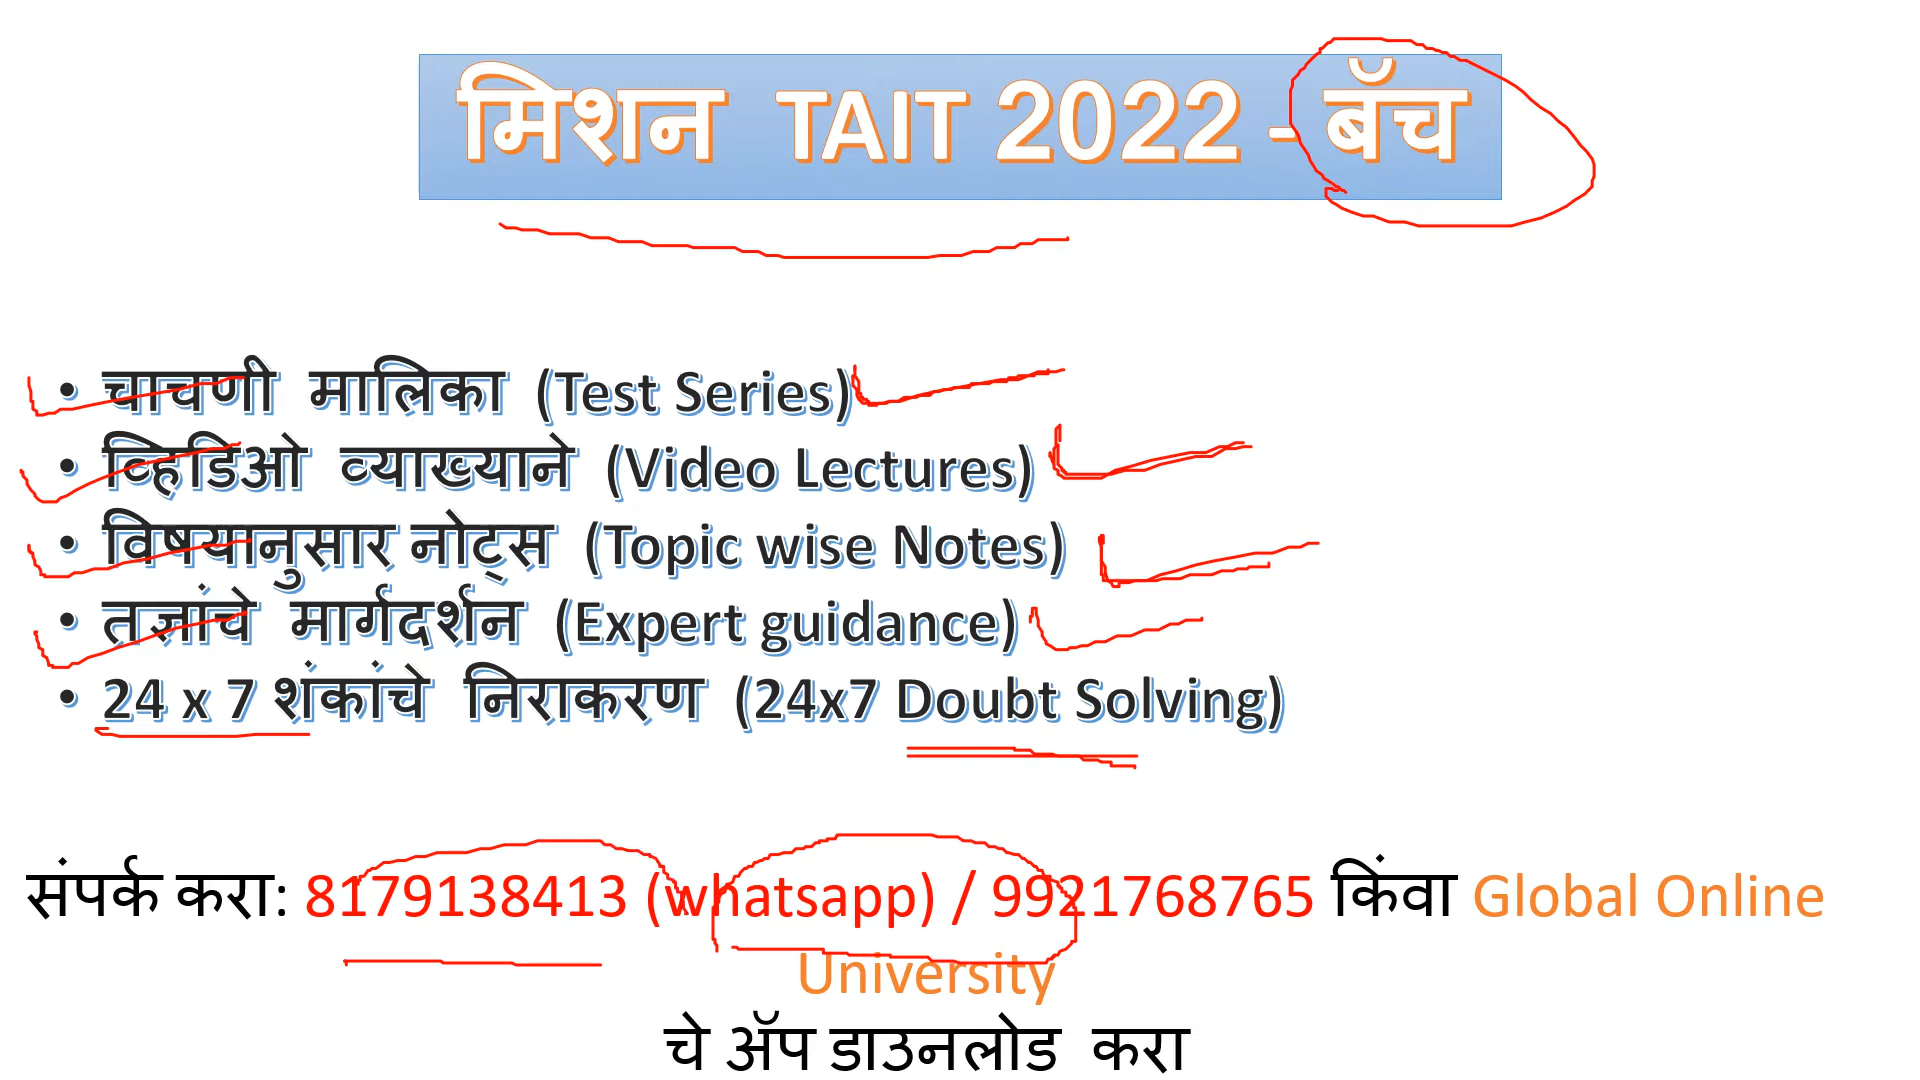 मिशन TAIT 2022 - बॅच
• चाचणी मालिका (Test Series)
• व्हिडिओ व्याख्याने (Video Lectures)
• विषयानुसार नोट्स (Topic wise Notes)
• तज्ञांचे मार्गदर्शन (Expert guidance)
• 24 x 7 शंकांचे निराकरण (24x7 Doubt Solving)
संपर्क करा: 8179138413 (whatsapp) / 9921768765 किंवा Global Online
University
चे ॲप डाउनलोड करा